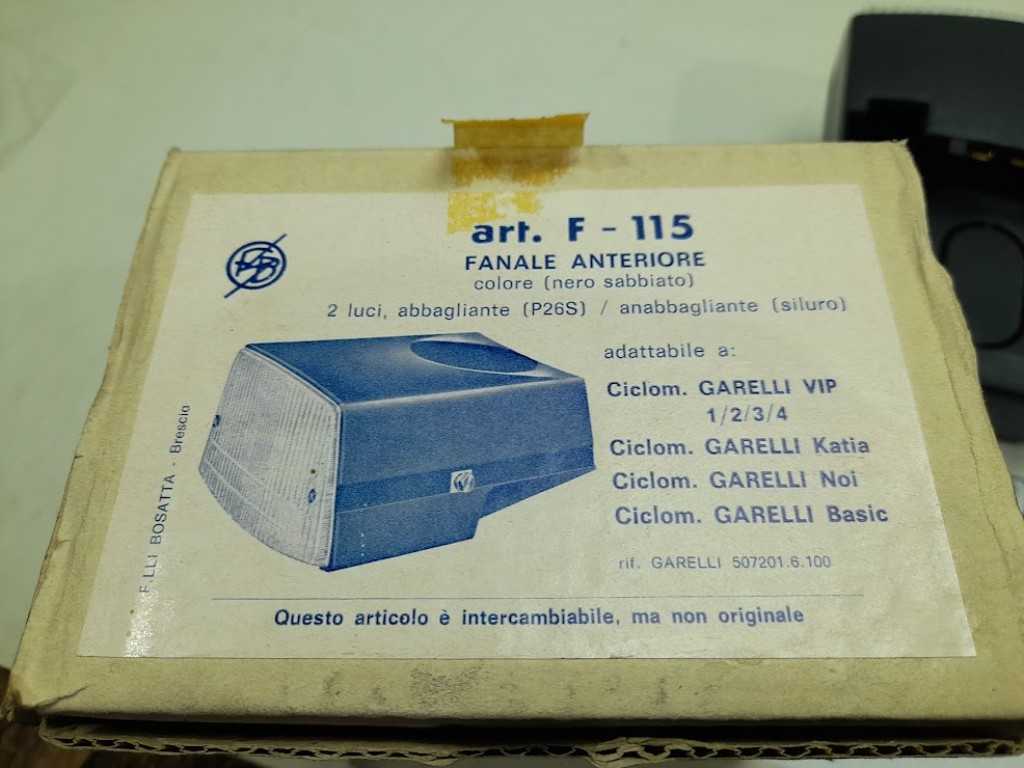 art. F - 115
FANALE ANTERIORE
colore (nero sabbiato)
2 luci, abbagliante (P26S) / anabbagliante (siluro)
adattabile a:
Ciclom. GARELLI VIP
1/2/3/4
Ciclom. GARELLI Katia
Ciclom. GARELLI Noi
Ciclom. GARELLI Basic
rif. GARELLI 507201.6.100
F.LLI BOSATTA - Brescia
Questo articolo è intercambiabile, ma non originale